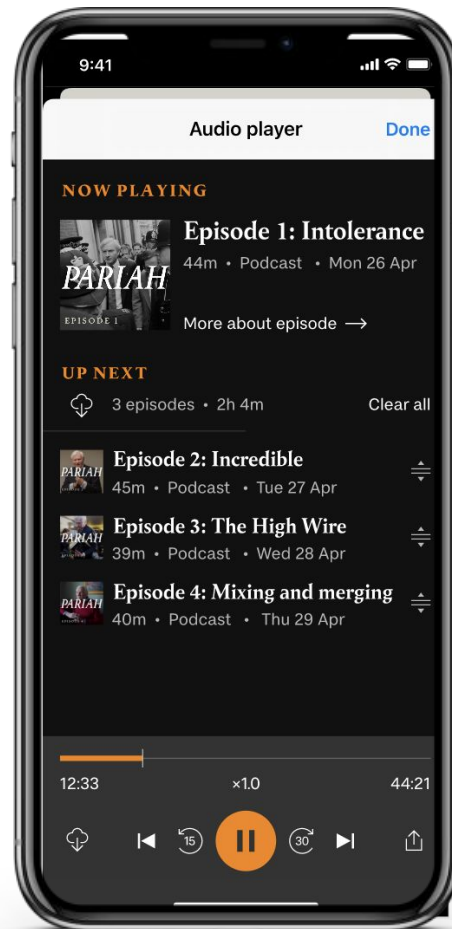 9:41
Audio player
Done
NOW PLAYING
PARIAH
EPISODE 1
Episode 1: Intolerance
44m • Podcast • Mon 26 Apr
More about episode →
UP NEXT
3 episodes • 2h 4m
Clear all
PARIAH
Episode 2: Incredible
45m • Podcast • Tue 27 Apr
PARIAH
Episode 3: The High Wire
39m • Podcast • Wed 28 Apr
PARIAH
Episode 4: Mixing and merging
40m • Podcast • Thu 29 Apr
12:33
×1.0
44:21
15
30